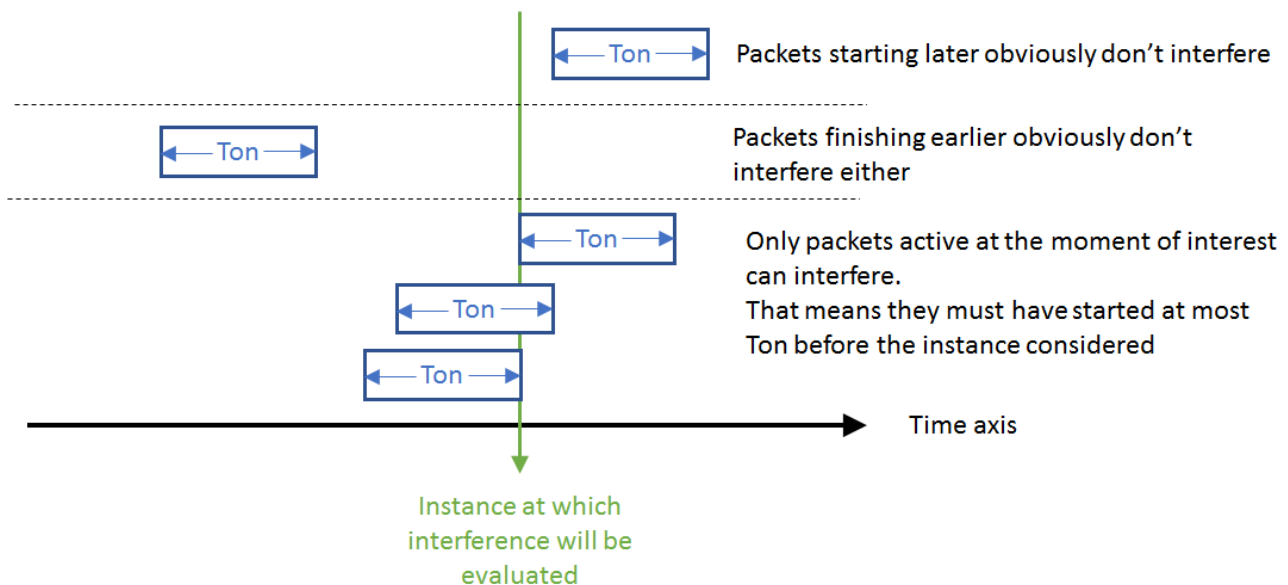 Ton
Packets starting later obviously don’t interfere
Ton
Packets finishing earlier obviously don’t
interfere either
Ton
Only packets active at the moment of interest
can interfere.
That means they must have started at most
Ton before the instance considered
Ton
Ton
Time axis
Instance at which
interference will be
evaluated